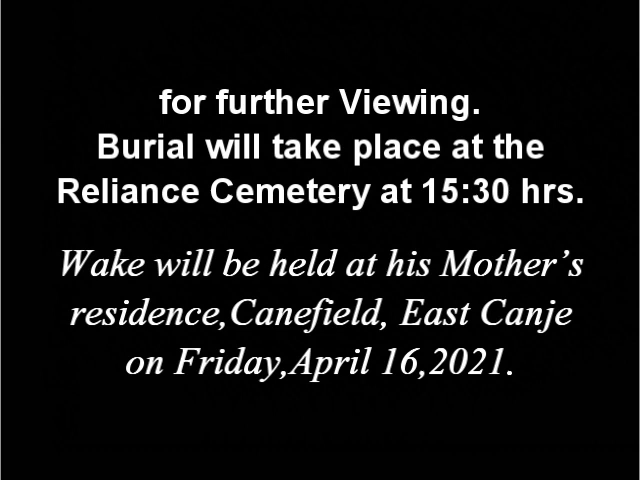 for further Viewing.
Burial will take place at the
Reliance Cemetery at 15:30 hrs.
Wake will be held at his Mother’s
residence,Canefield, East Canje
on Friday,April 16,2021.